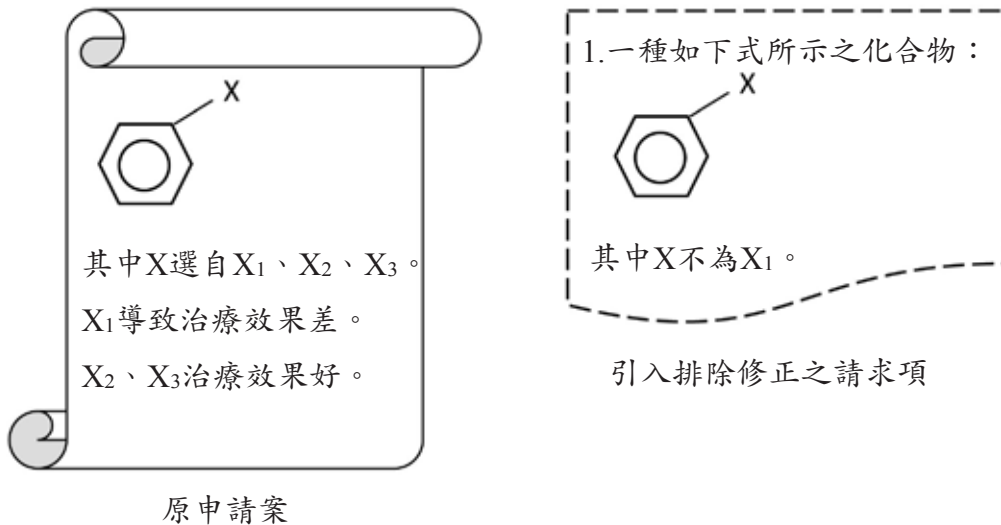 X
其中X選自X₁、X₂、X₃。
X₁導致治療效果差。
X₂、X₃治療效果好。
原申請案
1.一種如下式所示之化合物：
X
其中X不為X₁。
引入排除修正之請求項